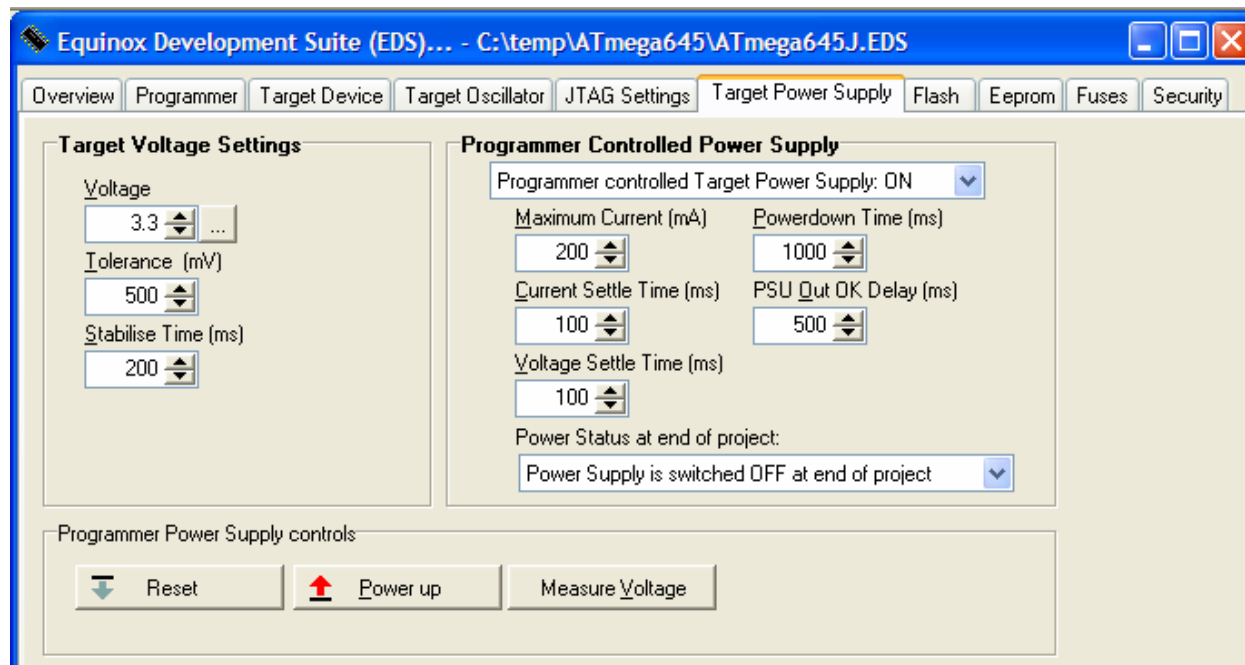 Equinox Development Suite (EDS)... - C:\temp\ATmega645\ATmega645J.EDS
Overview Programmer Target Device Target Oscillator JTAG Settings Target Power Supply Flash Eeprom Fuses Security
Target Voltage Settings
Voltage
3.3 ...
Tolerance (mV)
500
Stabilise Time (ms)
200
Programmer Controlled Power Supply
Programmer controlled Target Power Supply: ON
Maximum Current (mA) Powerdown Time (ms)
200 1000
Current Settle Time (ms) PSU Out OK Delay (ms)
100 500
Voltage Settle Time (ms)
100
Power Status at end of project:
Power Supply is switched OFF at end of project
Programmer Power Supply controls
Reset Power up Measure Voltage